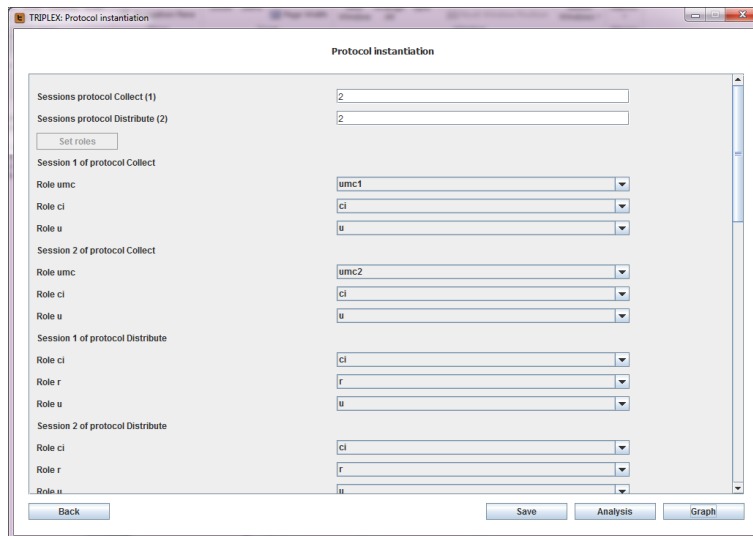 TRIPLEX: Protocol instantiation
Protocol instantiation
Sessions protocol Collect (1) 2
Sessions protocol Distribute (2) 2
Set roles
Session 1 of protocol Collect
Role umc umc1
Role ci ci
Role u u
Session 2 of protocol Collect
Role umc umc2
Role ci ci
Role u u
Session 1 of protocol Distribute
Role ci ci
Role r r
Role u u
Session 2 of protocol Distribute
Role ci ci
Role r r
Role u u
Back Save Analysis Graph